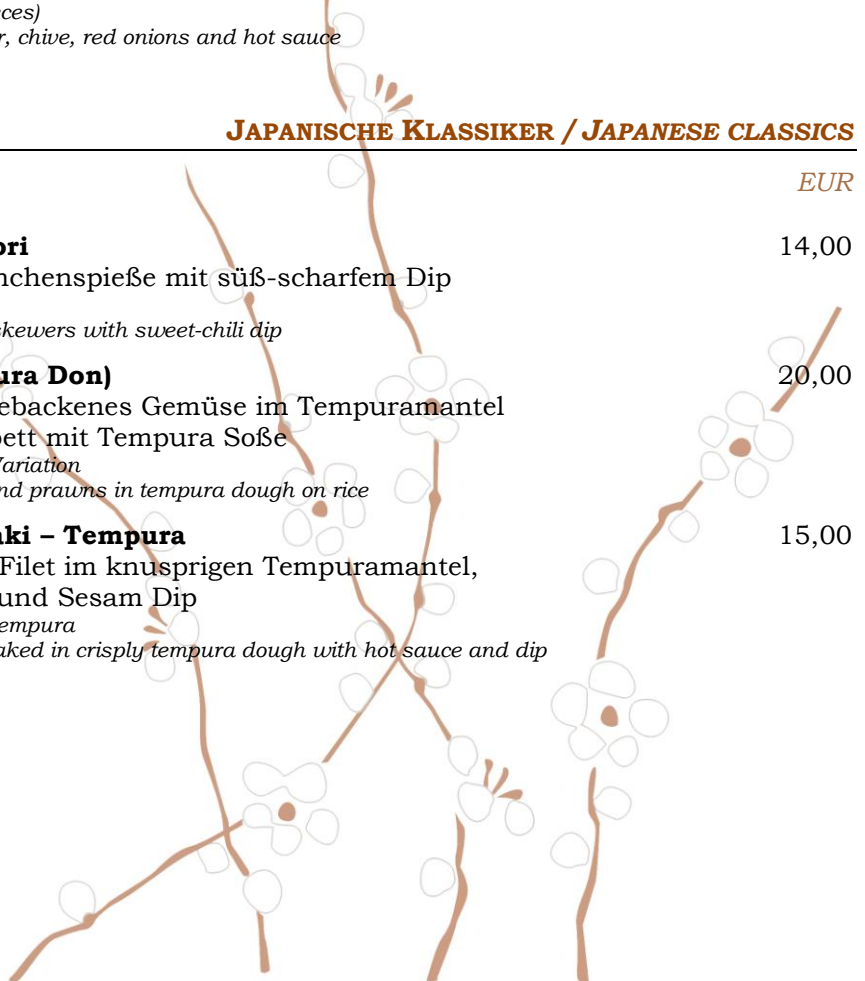 ces)
r, chive, red onions and hot sauce
JAPANISCHE KLASSIKER / JAPANESE CLASSICS
EUR
ori 14,00
nchenspieße mit süß-scharfem Dip
skewers with sweet-chili dip
ura Don) 20,00
ebackenes Gemüse im Tempuramantel
bett mit Tempura Soße
Variation
nd prawns in tempura dough on rice
aki – Tempura 15,00
Filet im knusprigen Tempuramantel,
und Sesam Dip
empura
aked in crisply tempura dough with hot sauce and dip